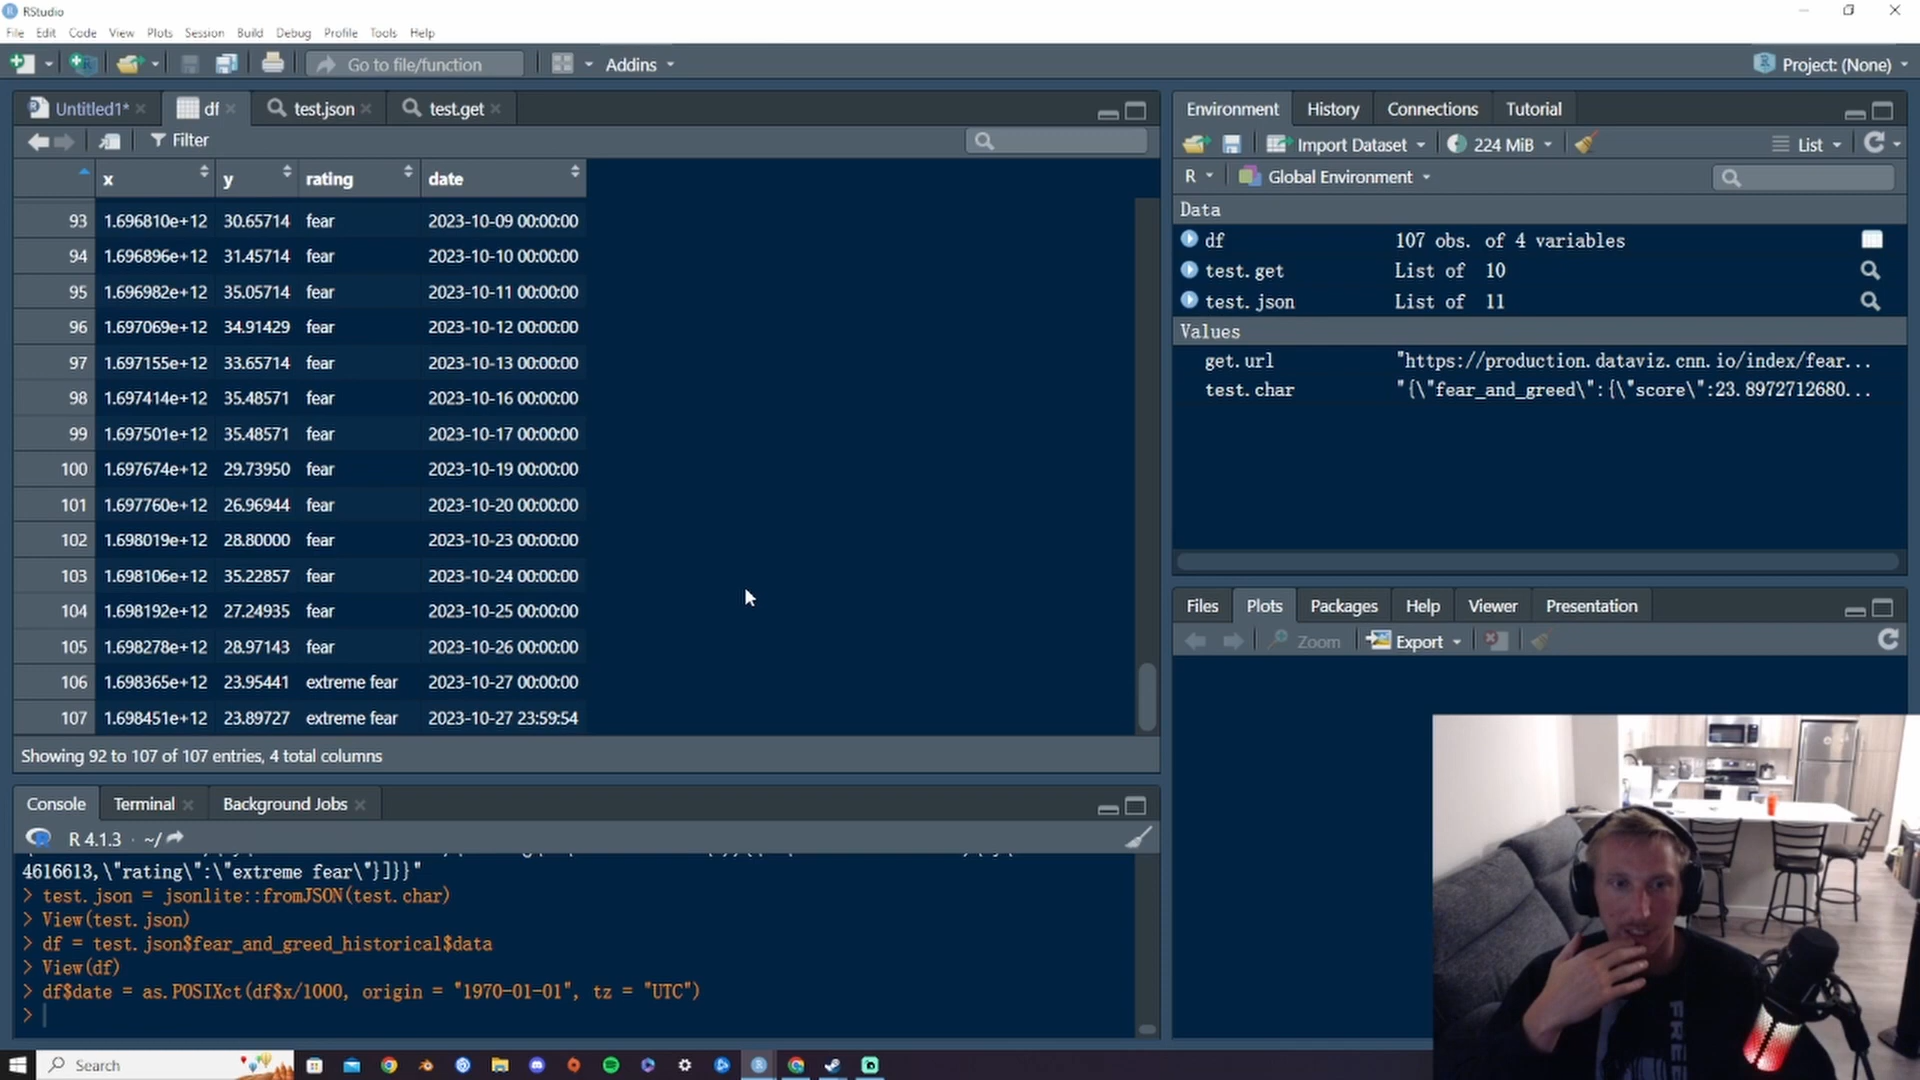 RStudio
File Edit Code View Plots Session Build Debug Profile Tools Help
Go to file/function Addins Project: (None)
Untitled1* df test.json test.get
Filter
x y rating date
93 1.696810e+12 30.65714 fear 2023-10-09 00:00:00
94 1.696896e+12 31.45714 fear 2023-10-10 00:00:00
95 1.696982e+12 35.05714 fear 2023-10-11 00:00:00
96 1.697069e+12 34.91429 fear 2023-10-12 00:00:00
97 1.697155e+12 33.65714 fear 2023-10-13 00:00:00
98 1.697414e+12 35.48571 fear 2023-10-16 00:00:00
99 1.697501e+12 35.48571 fear 2023-10-17 00:00:00
100 1.697674e+12 29.73950 fear 2023-10-19 00:00:00
101 1.697760e+12 26.96944 fear 2023-10-20 00:00:00
102 1.698019e+12 28.80000 fear 2023-10-23 00:00:00
103 1.698106e+12 35.22857 fear 2023-10-24 00:00:00
104 1.698192e+12 27.24935 fear 2023-10-25 00:00:00
105 1.698278e+12 28.97143 fear 2023-10-26 00:00:00
106 1.698365e+12 23.95441 extreme fear 2023-10-27 00:00:00
107 1.698451e+12 23.89727 extreme fear 2023-10-27 23:59:54
Showing 92 to 107 of 107 entries, 4 total columns
Console Terminal Background Jobs
R 4.1.3 · ~/
4616613,\"rating\":\"extreme fear\"}]}}"
> test.json = jsonlite::fromJSON(test.char)
> View(test.json)
> df = test.json$fear_and_greed_historical$data
> View(df)
> df$date = as.POSIXct(df$x/1000, origin = "1970-01-01", tz = "UTC")
>
Environment History Connections Tutorial
Import Dataset 224 MiB List
R Global Environment
Data
df 107 obs. of 4 variables
test.get List of 10
test.json List of 11
Values
get.url "https://production.dataviz.cnn.io/index/fear...
test.char "{\"fear_and_greed\":{\"score\":23.8972712680...
Files Plots Packages Help Viewer Presentation
Zoom Export
Search